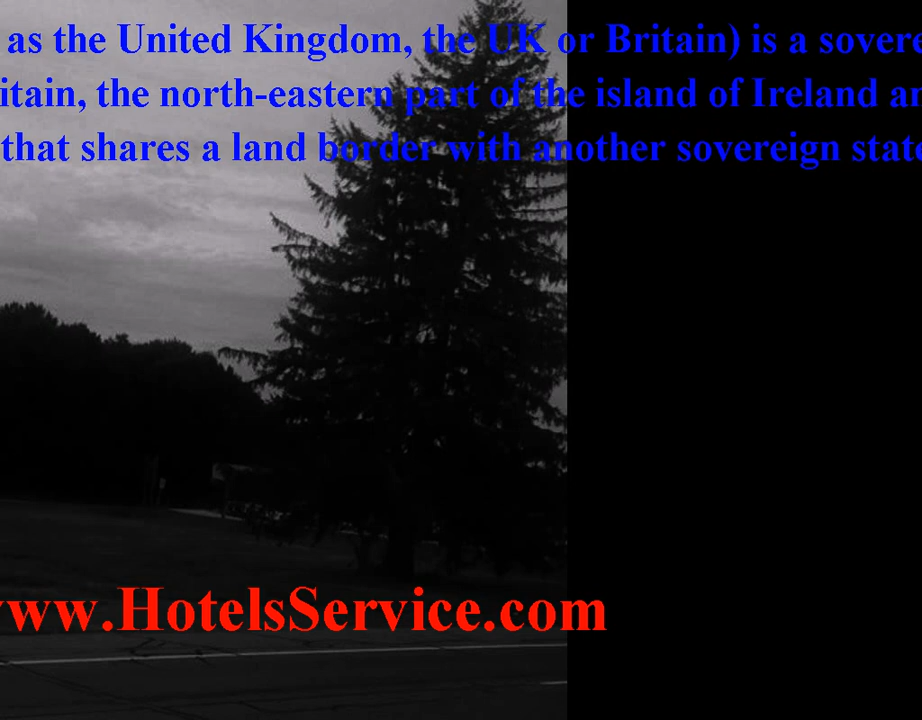 as the United Kingdom, the UK or Britain) is a sovere
itain, the north-eastern part of the island of Ireland an
that shares a land border with another sovereign state
www.HotelsService.com